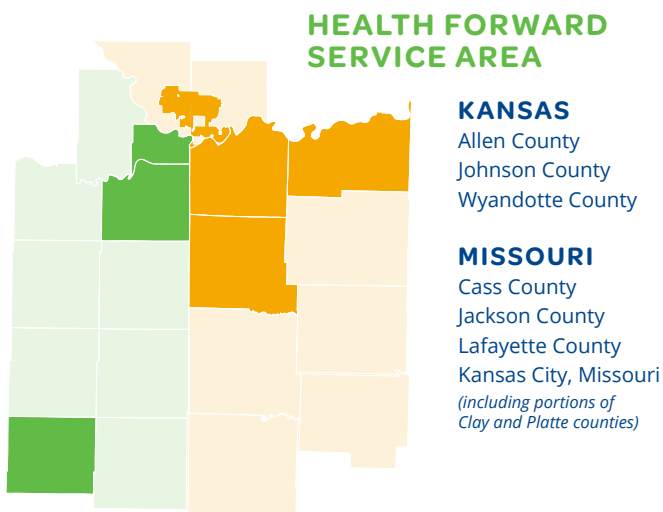 HEALTH FORWARD
SERVICE AREA
KANSAS
Allen County
Johnson County
Wyandotte County
MISSOURI
Cass County
Jackson County
Lafayette County
Kansas City, Missouri
(including portions of
Clay and Platte counties)